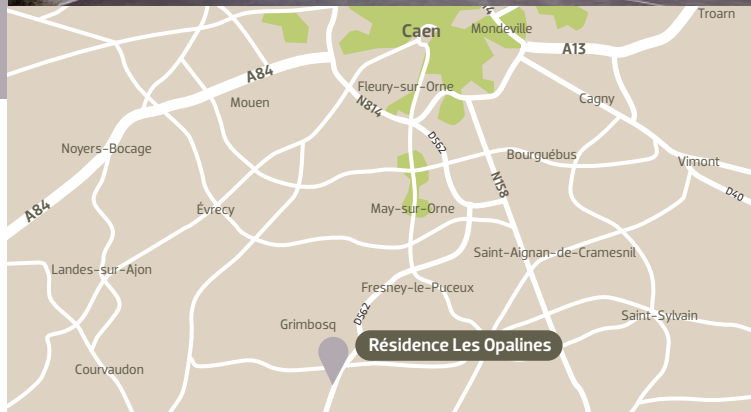 Troarn
Caen
Mondeville
14
A13
A84
Fleury-sur-Orne
Mouen
N814
Cagny
D562
Noyers-Bocage
Bourguébus
Vimont
N158
D40
A84
Évrecy
May-sur-Orne
Saint-Aignan-de-Cramesnil
Landes-sur-Ajon
Fresney-le-Puceux
D562
Saint-Sylvain
Grimbosq
Résidence Les Opalines
Courvaudon